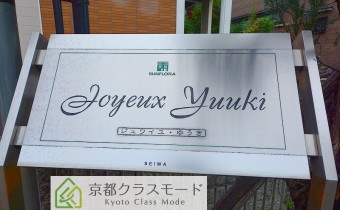 SUNFLORA
Joyeux Yuuki
ジュワイユ・ゆうき
SEIWA
京都クラスモード
Kyoto Class Mode